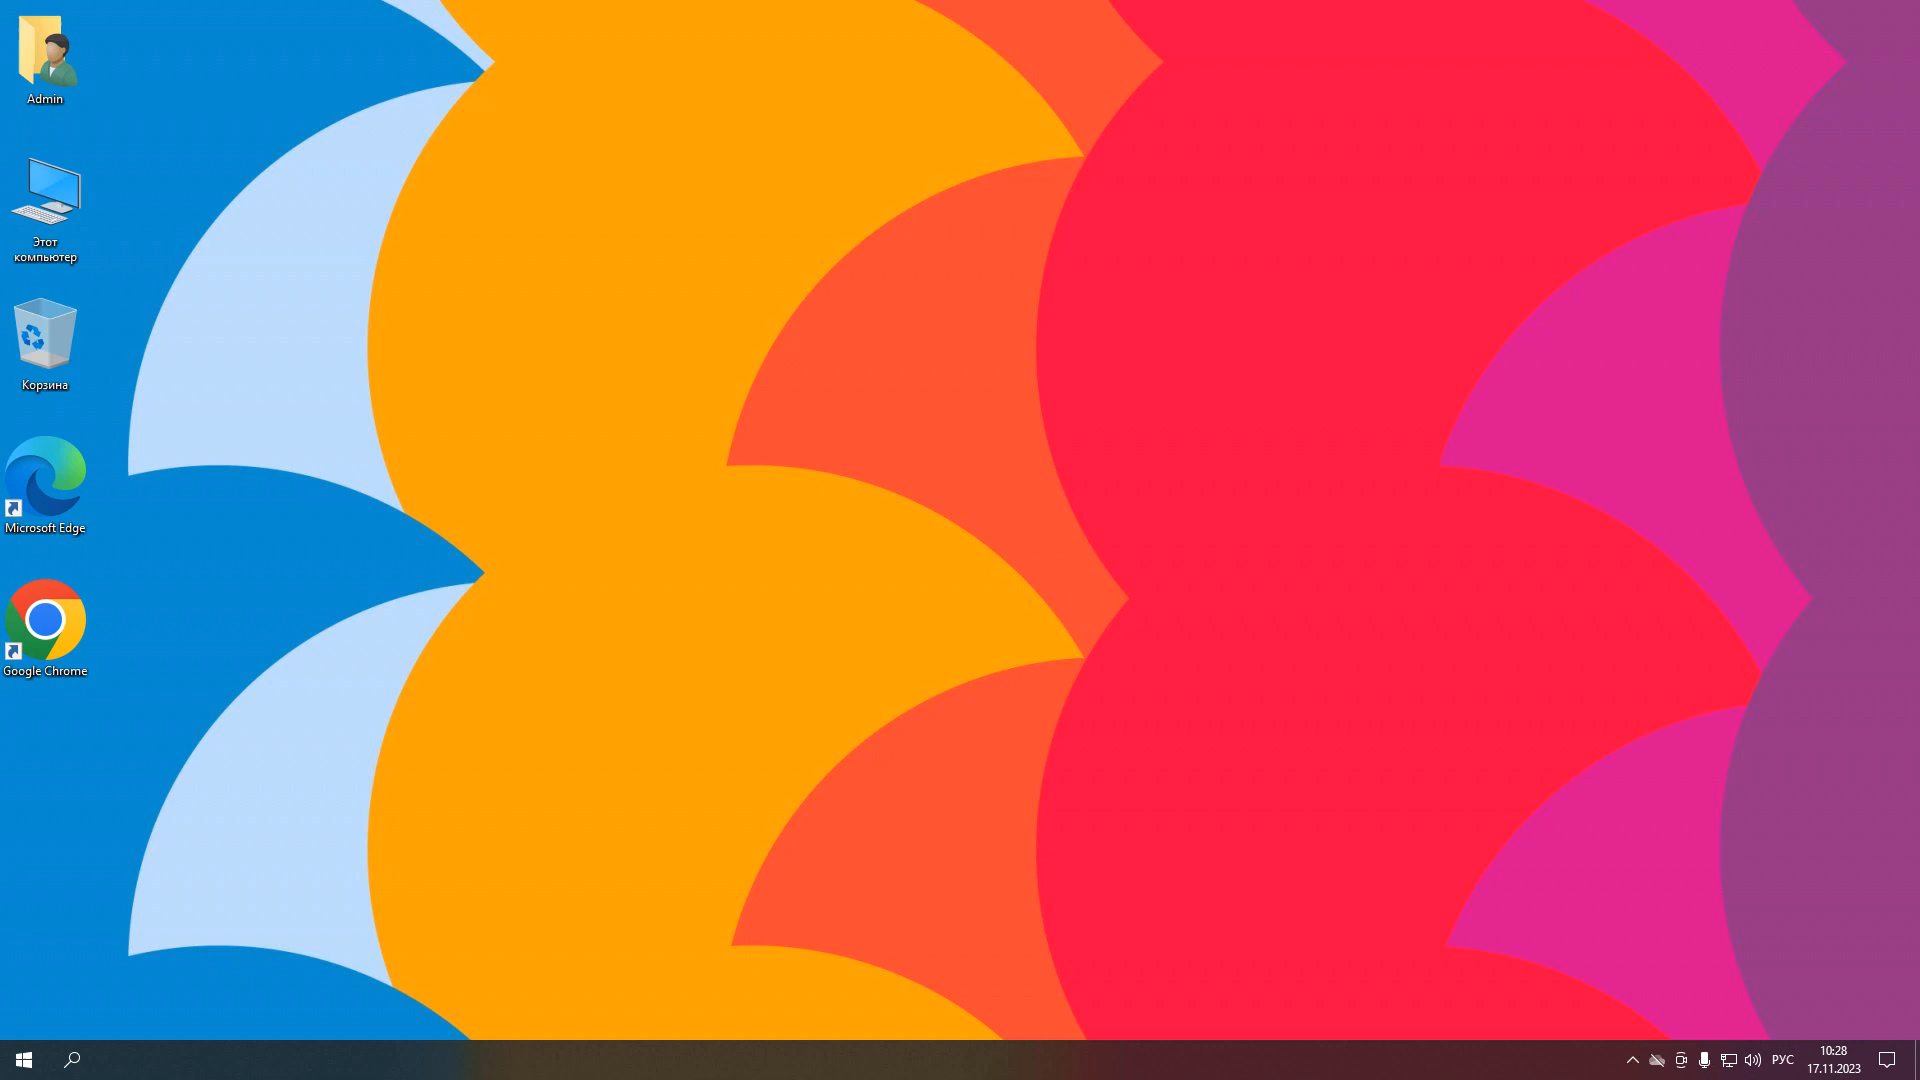 Admin
Этот
компьютер
Корзина
Microsoft Edge
Google Chrome
РУС
10:28
17.11.2023